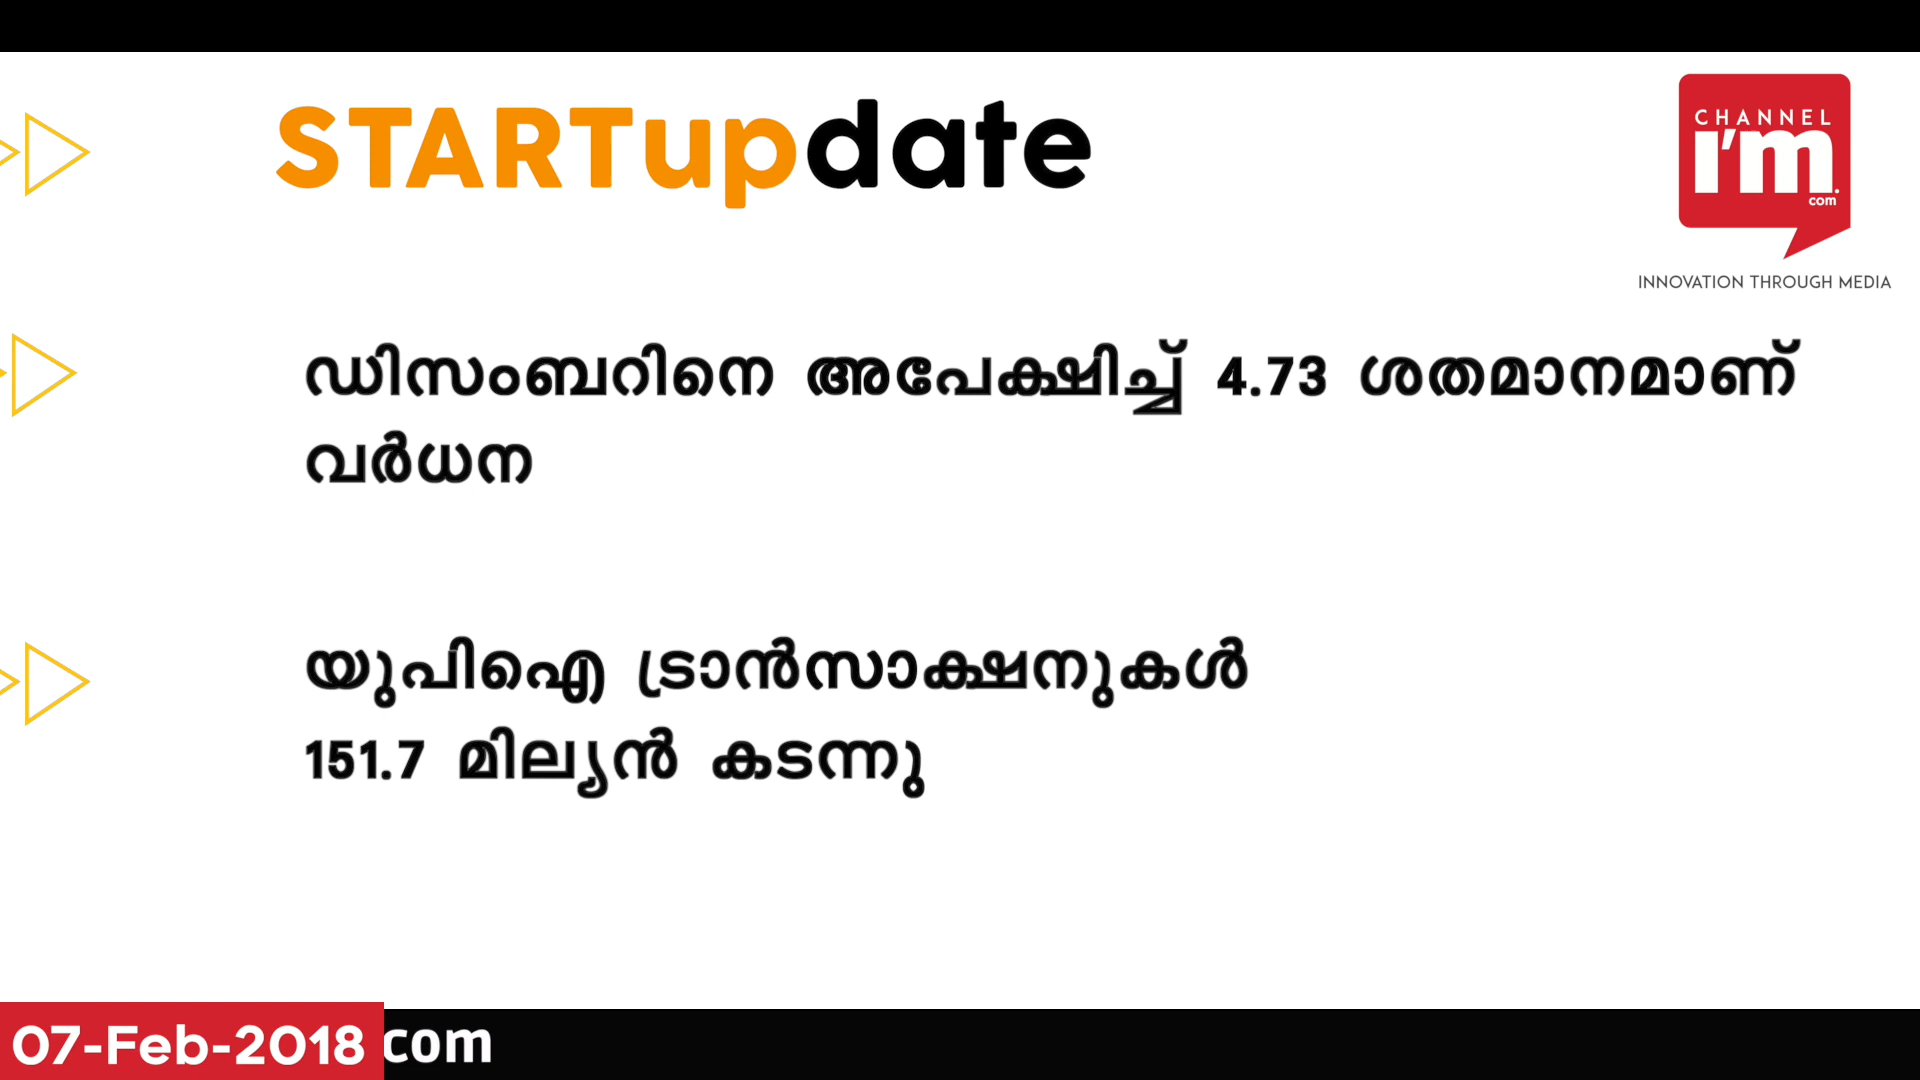 STARTupdate
CHANNEL
I'm.
com
INNOVATION THROUGH MEDIA
ഡിസംബറിനെ അപേക്ഷിച്ച് 4.73 ശതമാനമാണ്
വർധന
യുപിഐ ട്രാൻസാക്ഷനുകൾ
151.7 മില്യൻ കടന്നു
07-Feb-2018
com